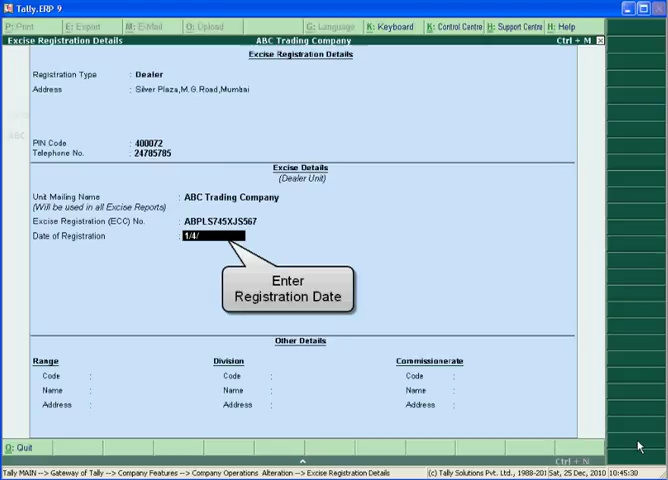 Tally.ERP 9
P: Print
E: Export
M: E-Mail
O: Upload
G: Language
K: Keyboard
K: Control Centre
H: Support Centre
H: Help
Excise Registration Details
ABC Trading Company
Ctrl + M
Excise Registration Details
Registration Type : Dealer
Address : Silver Plaza,M.G.Road,Mumbai
PIN Code : 400072
Telephone No. : 24785785
Excise Details
(Dealer Unit)
Unit Mailing Name : ABC Trading Company
(Will be used in all Excise Reports)
Excise Registration (ECC) No. : ABPLS745XJS567
Date of Registration : 1/4/
Enter
Registration Date
Other Details
Range Division Commissionerate
Code : Code : Code :
Name : Name : Name :
Address : Address : Address :
Q: Quit
Ctrl + N
Tally MAIN --> Gateway of Tally --> Company Features --> Company Operations Alteration --> Excise Registration Details
(c) Tally Solutions Pvt. Ltd., 1988-201
Sat, 25 Dec, 2010
10:45:30